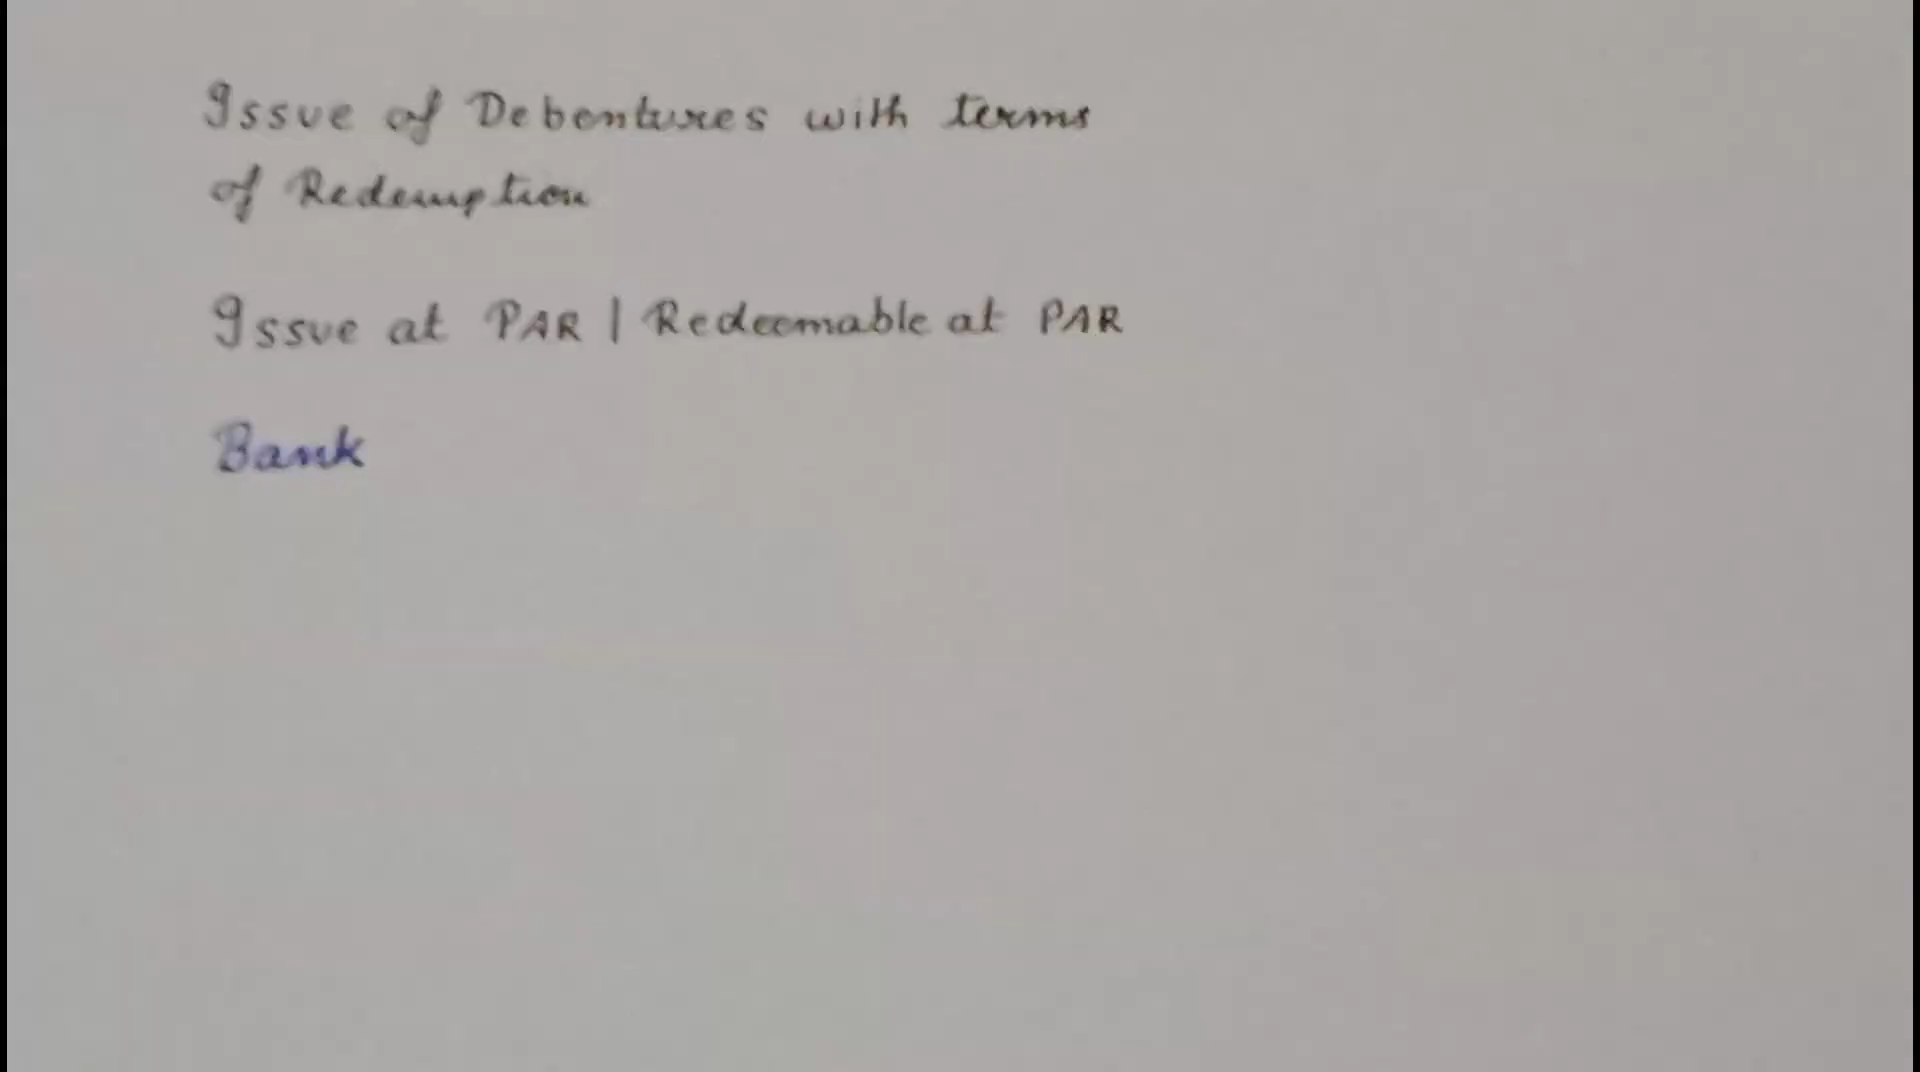 Issue of Debentures with terms
of Redemption
Issue at PAR | Redeemable at PAR
Bank